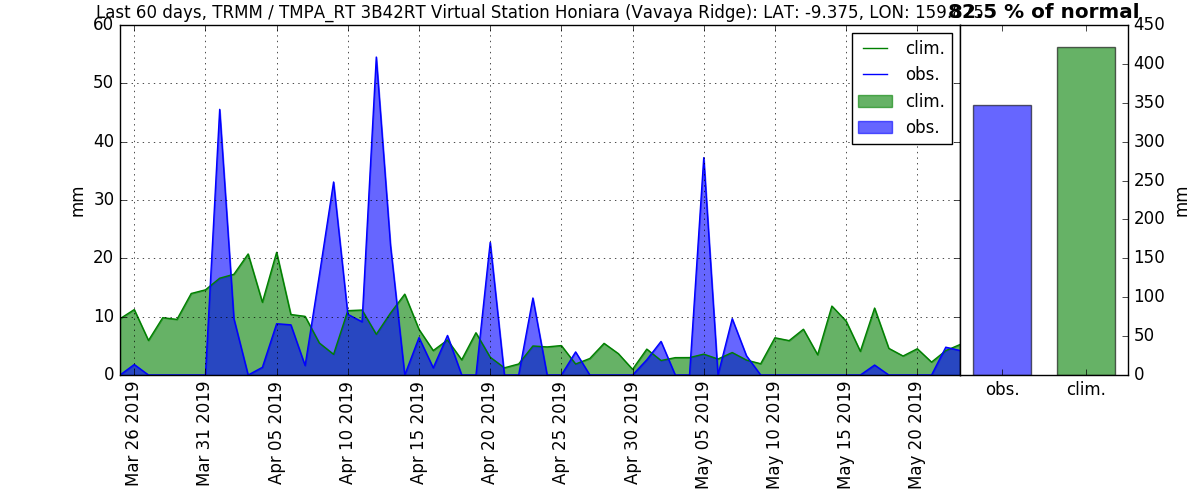 Last 60 days, TRMM / TMPA_RT 3B42RT Virtual Station Honiara (Vavaya Ridge): LAT: -9.375, LON: 159
82.5 % of normal
60
50
40
30
20
10
0
mm
clim.
obs.
clim.
obs.
450
400
350
300
250
200
150
100
50
0
mm
Mar 26 2019
Mar 31 2019
Apr 05 2019
Apr 10 2019
Apr 15 2019
Apr 20 2019
Apr 25 2019
Apr 30 2019
May 05 2019
May 10 2019
May 15 2019
May 20 2019
obs. clim.